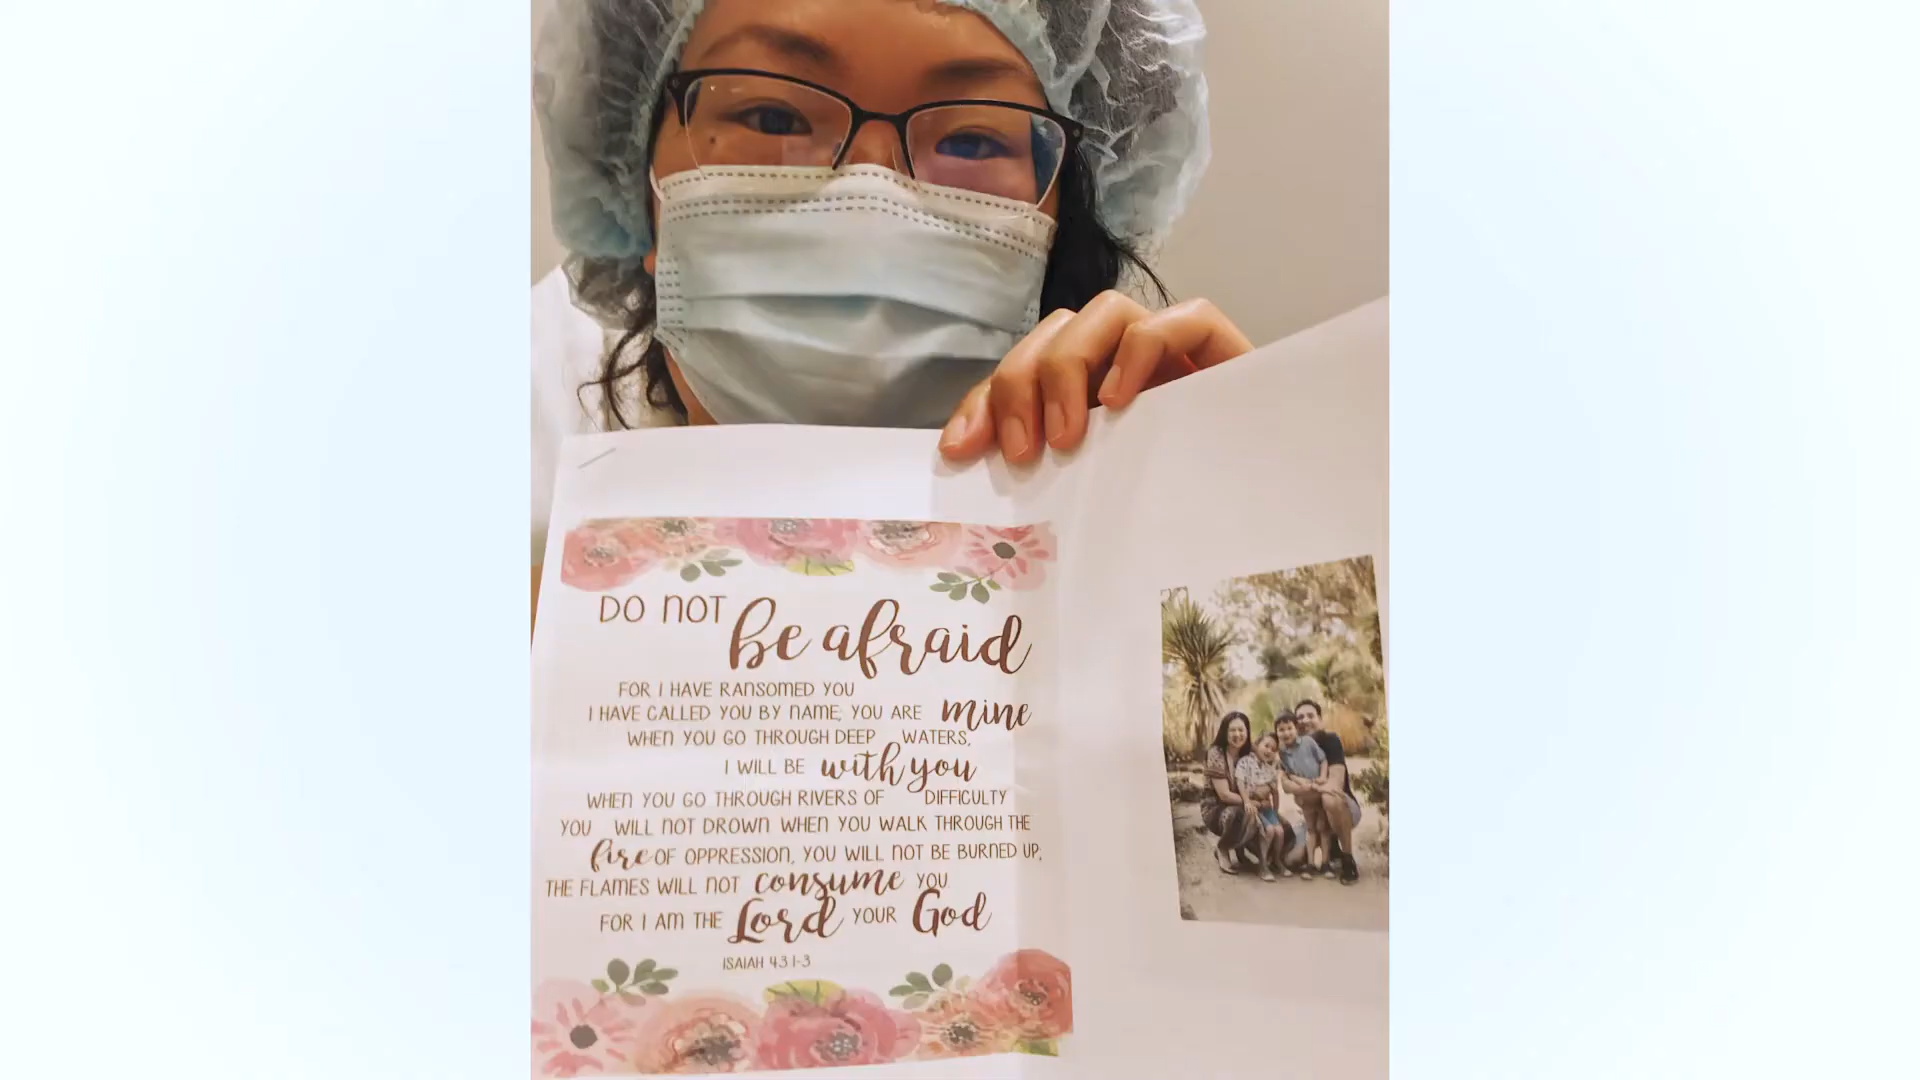 DO NOT be afraid
FOR I HAVE RANSOMED YOU
I HAVE CALLED YOU BY NAME; YOU ARE mine
WHEN YOU GO THROUGH DEEP WATERS,
I WILL BE with you
WHEN YOU GO THROUGH RIVERS OF DIFFICULTY
YOU WILL NOT DROWN WHEN YOU WALK THROUGH THE
fire OF OPPRESSION, YOU WILL NOT BE BURNED UP;
THE FLAMES WILL NOT consume YOU
FOR I AM THE Lord YOUR God
ISAIAH 43:1-3